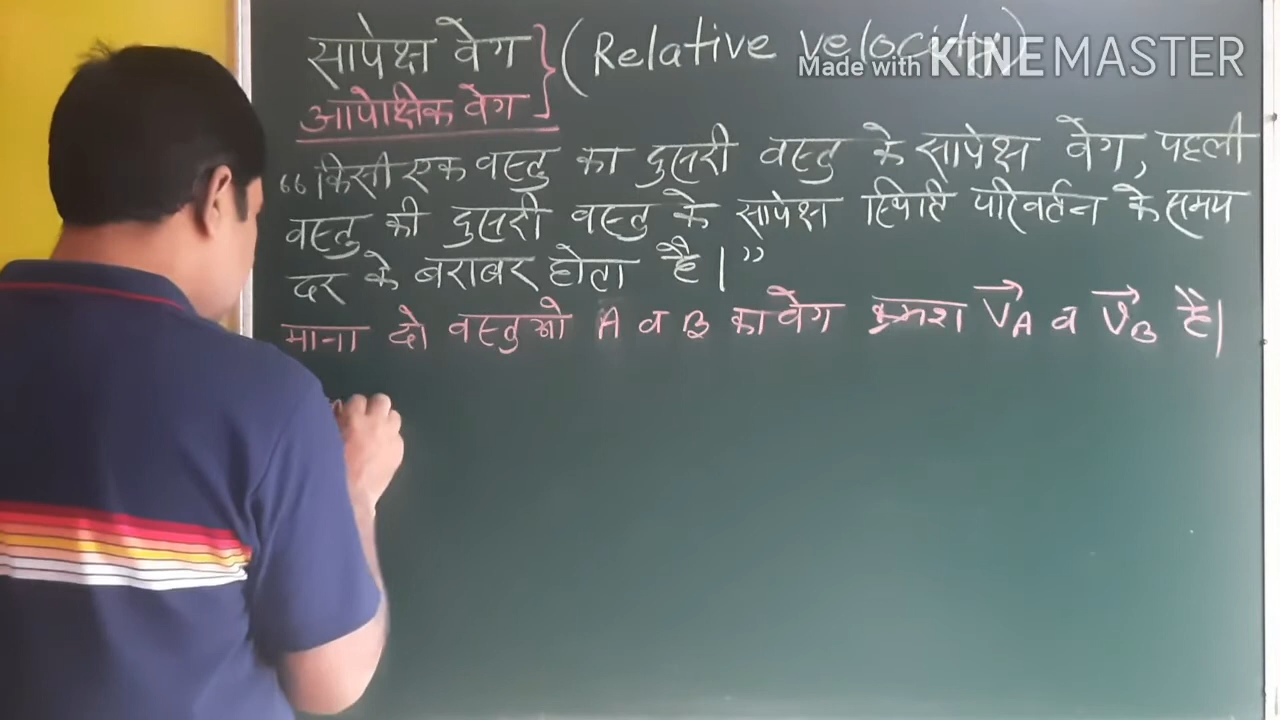 सापेक्ष वेग } (Relative velocity)
Made with KINEMASTER
आपेक्षिक वेग
“किसी एक वस्तु का दुसरी वस्तु के सापेक्ष वेग, पहली
वस्तु की दुसरी वस्तु के सापेक्ष स्थिति परिवर्तन के समय
दर के बराबर होता है।”
माना दो वस्तुओ A व B का वेग क्रमश V⃗A व V⃗B है।